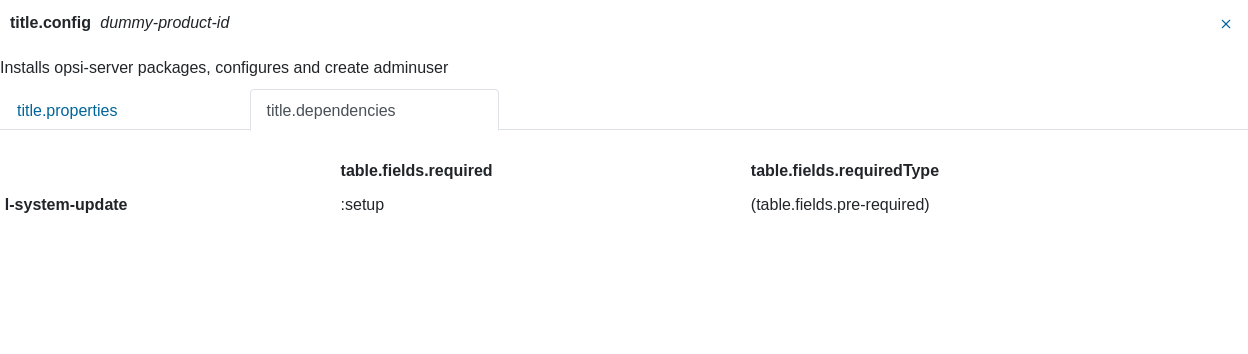 title.config dummy-product-id ×
Installs opsi-server packages, configures and create adminuser
title.properties title.dependencies
table.fields.required table.fields.requiredType
l-system-update :setup (table.fields.pre-required)